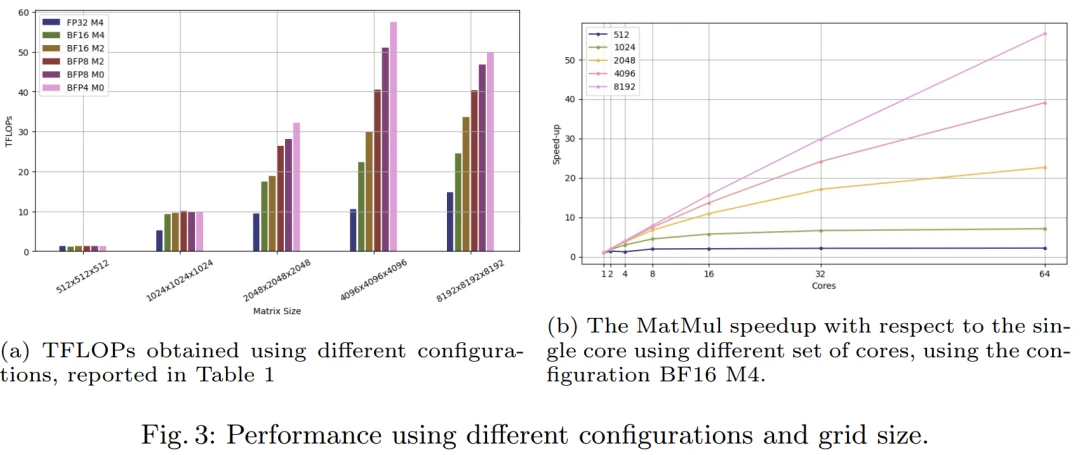 FP32 M4
BF16 M4
BF16 M2
BFP8 M2
BFP8 M0
BFP4 M0
60
50
40
30
20
10
0
TFLOPs
512x512x512
1024x1024x1024
2048x2048x2048
4096x4096x4096
8192x8192x8192
Matrix Size
(a) TFLOPs obtained using different configura-
tions, reported in Table 1
512
1024
2048
4096
8192
50
40
30
20
10
0
Speed-up
1 2 4 8 16 32 64
Cores
(b) The MatMul speedup with respect to the sin-
gle core using different set of cores, using the con-
figuration BF16 M4.
Fig. 3: Performance using different configurations and grid size.